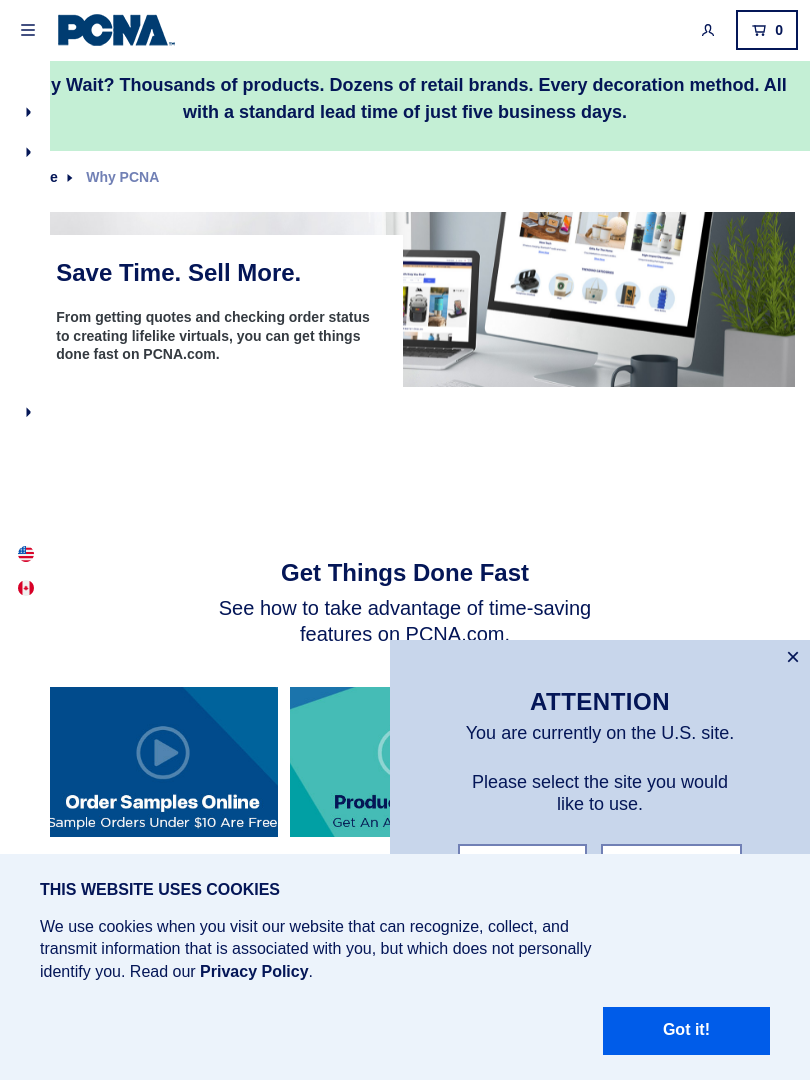 PCNA
0
y Wait? Thousands of products. Dozens of retail brands. Every decoration method. All
with a standard lead time of just five business days.
e Why PCNA
Save Time. Sell More.
From getting quotes and checking order status
to creating lifelike virtuals, you can get things
done fast on PCNA.com.
Get Things Done Fast
See how to take advantage of time-saving
features on PCNA.com.
Order Samples Online
Sample Orders Under $10 Are Free
Produc
Get An A
ATTENTION
You are currently on the U.S. site.
Please select the site you would
like to use.
THIS WEBSITE USES COOKIES
We use cookies when you visit our website that can recognize, collect, and
transmit information that is associated with you, but which does not personally
identify you. Read our Privacy Policy.
Got it!